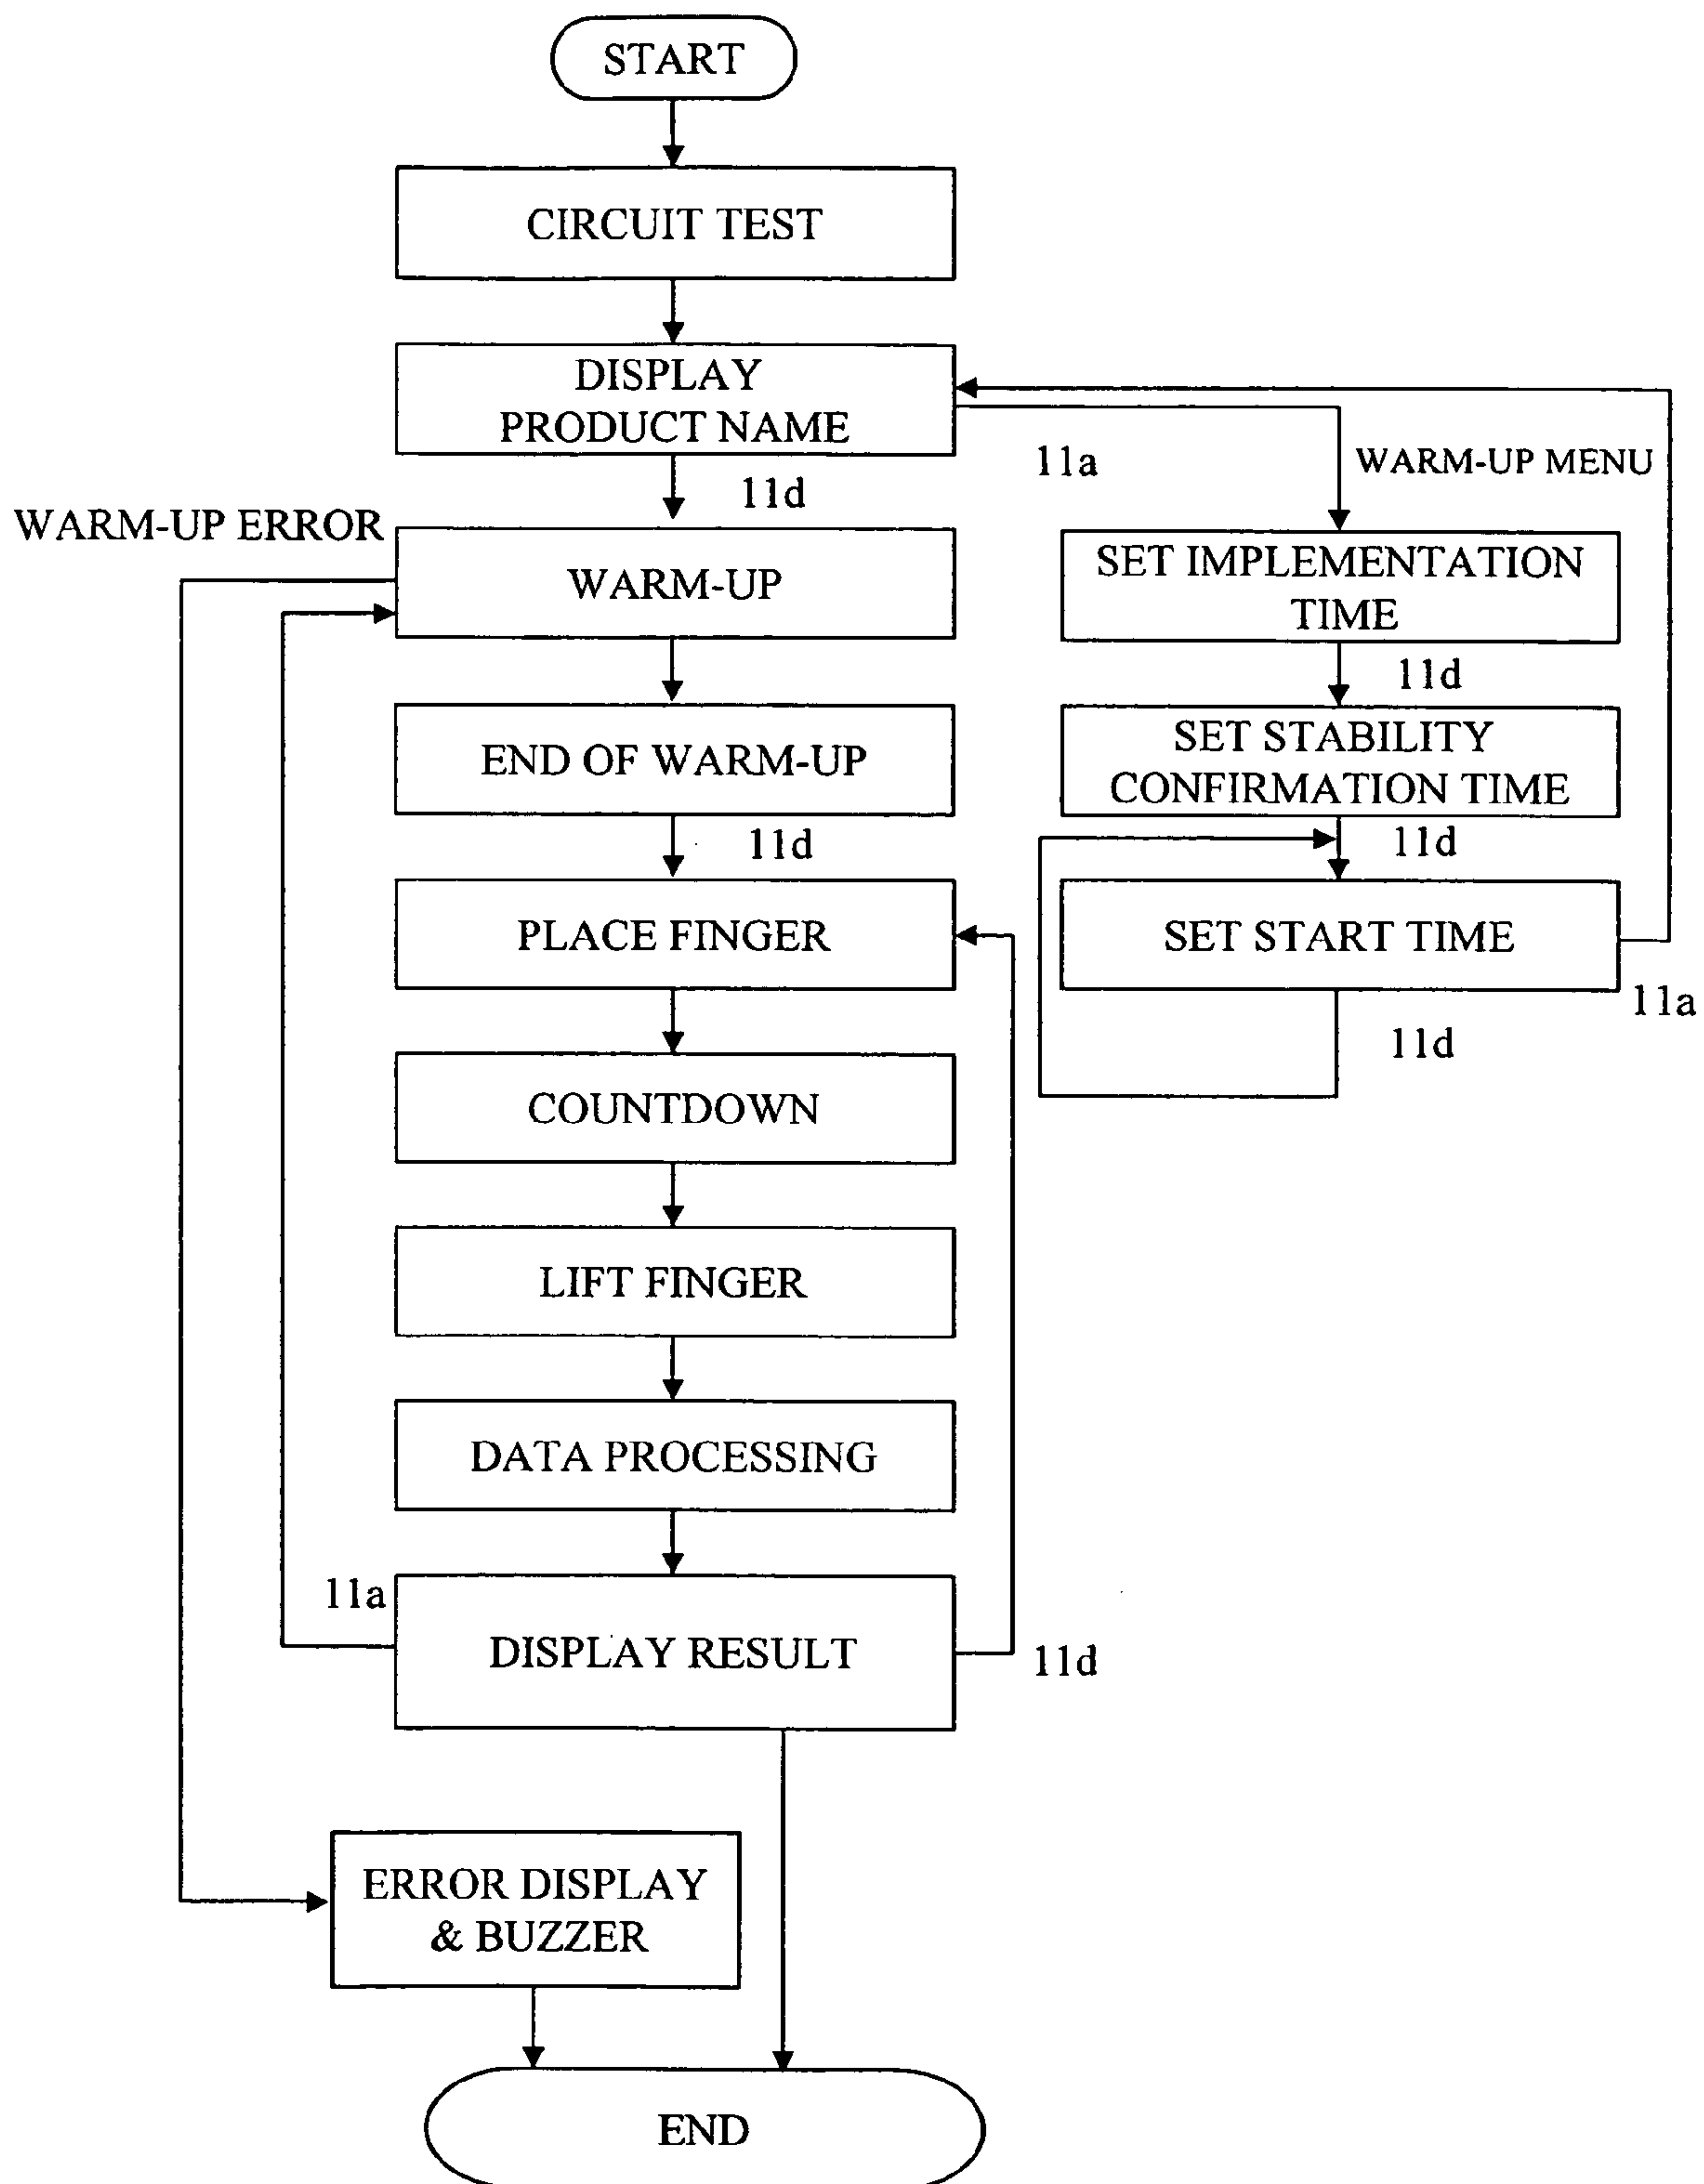 START
CIRCUIT TEST
DISPLAY
PRODUCT NAME
11a
WARM-UP MENU
11d
WARM-UP ERROR
WARM-UP
SET IMPLEMENTATION
TIME
11d
END OF WARM-UP
SET STABILITY
CONFIRMATION TIME
11d
11d
PLACE FINGER
SET START TIME
11a
11d
COUNTDOWN
LIFT FINGER
DATA PROCESSING
11a
DISPLAY RESULT
11d
ERROR DISPLAY
& BUZZER
END